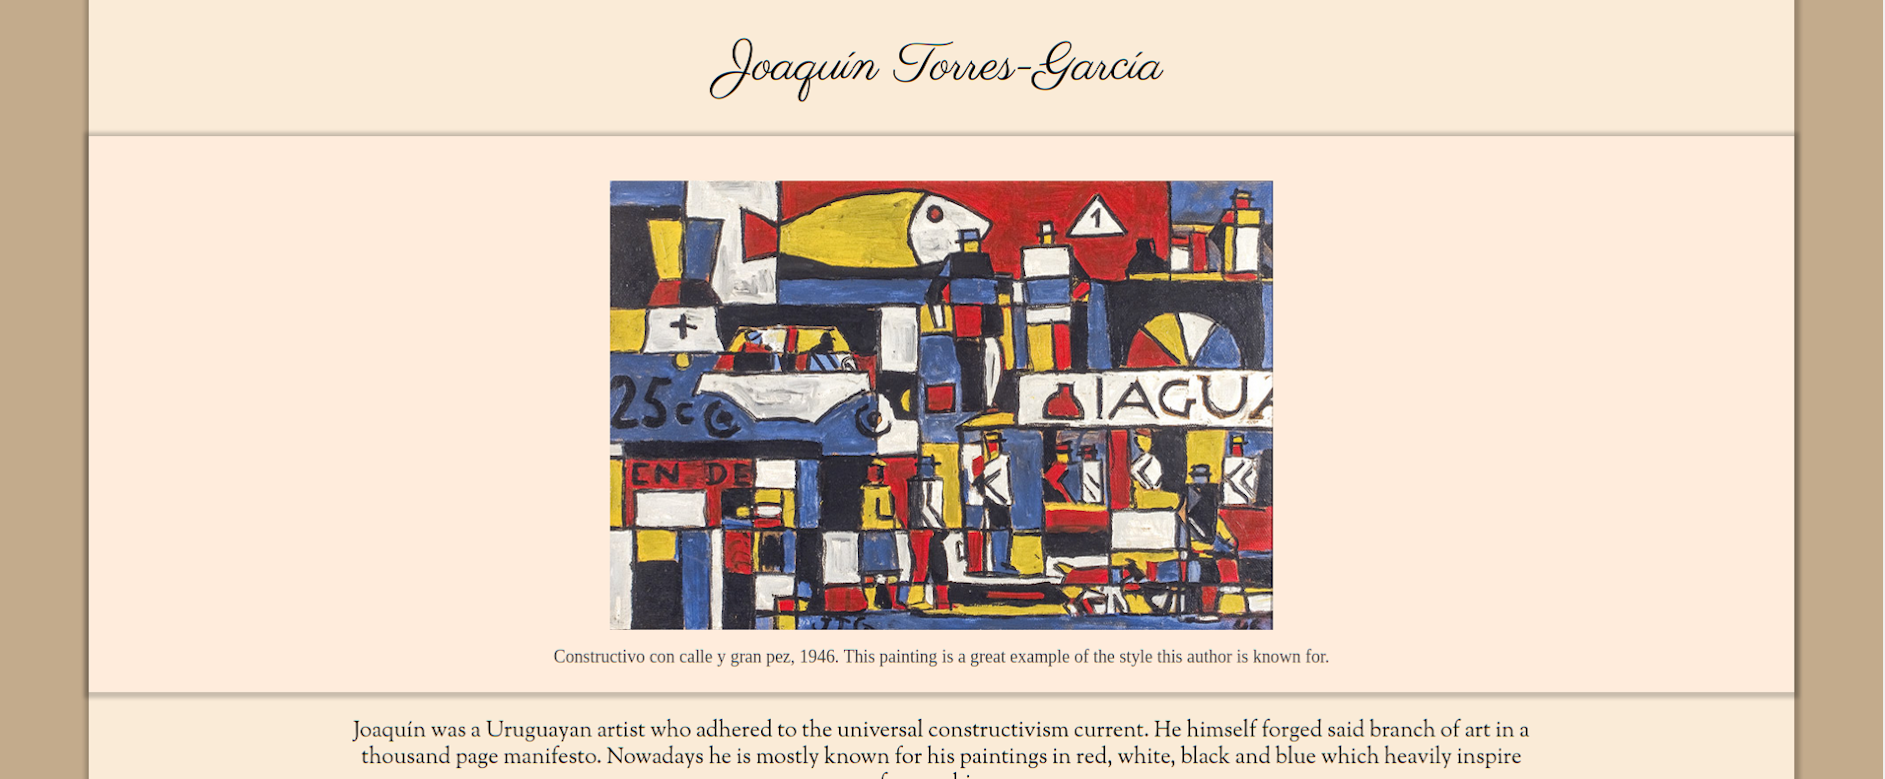 Joaquín Torres-García
1
+
25c
IAGUA
EN DE
JTG 46
Constructivo con calle y gran pez, 1946. This painting is a great example of the style this author is known for.
Joaquín was a Uruguayan artist who adhered to the universal constructivism current. He himself forged said branch of art in a
thousand page manifesto. Nowadays he is mostly known for his paintings in red, white, black and blue which heavily inspire